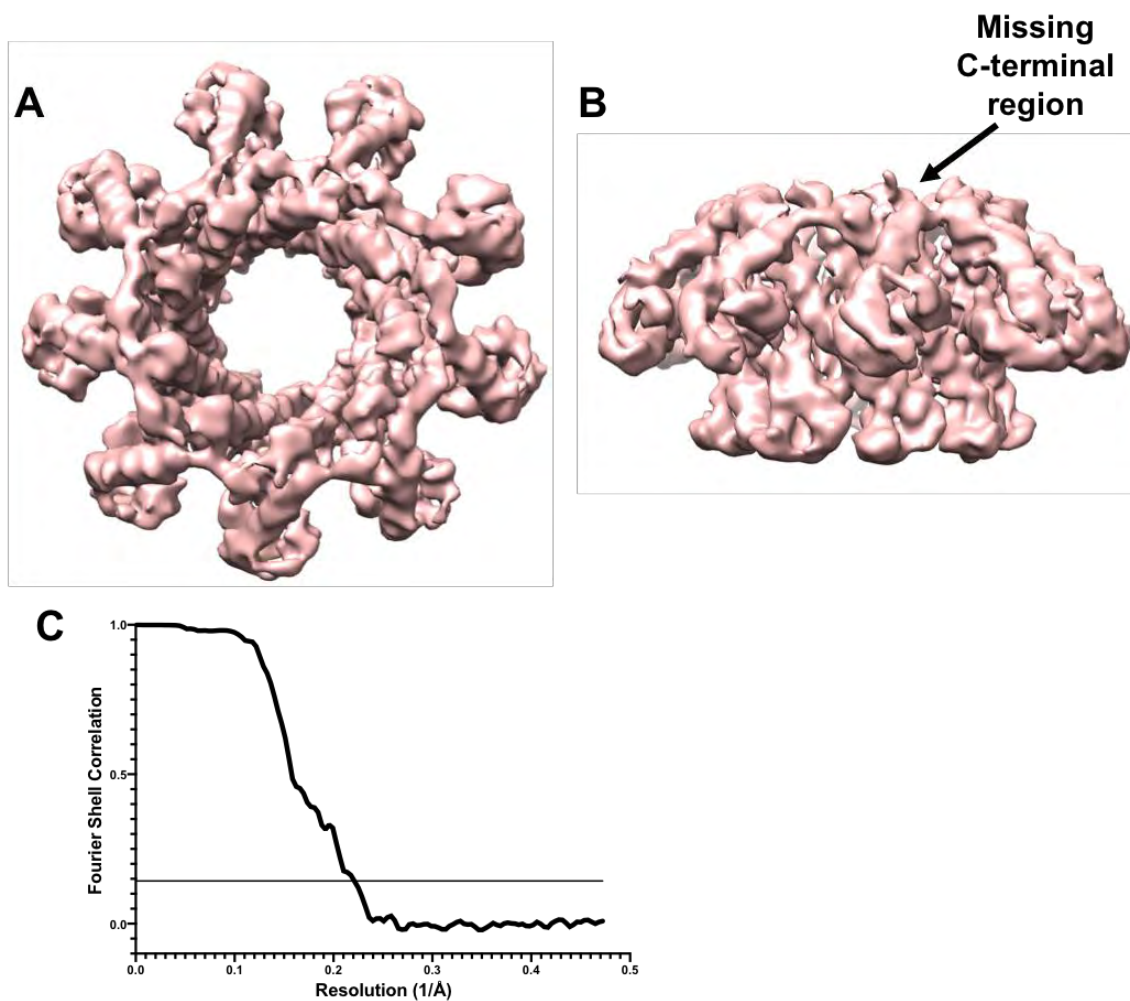 A
B
Missing
C-terminal
region
C
Fourier Shell Correlation
1.0
0.5
0.0
0.0
0.1
0.2
0.3
0.4
0.5
Resolution (1/Å)